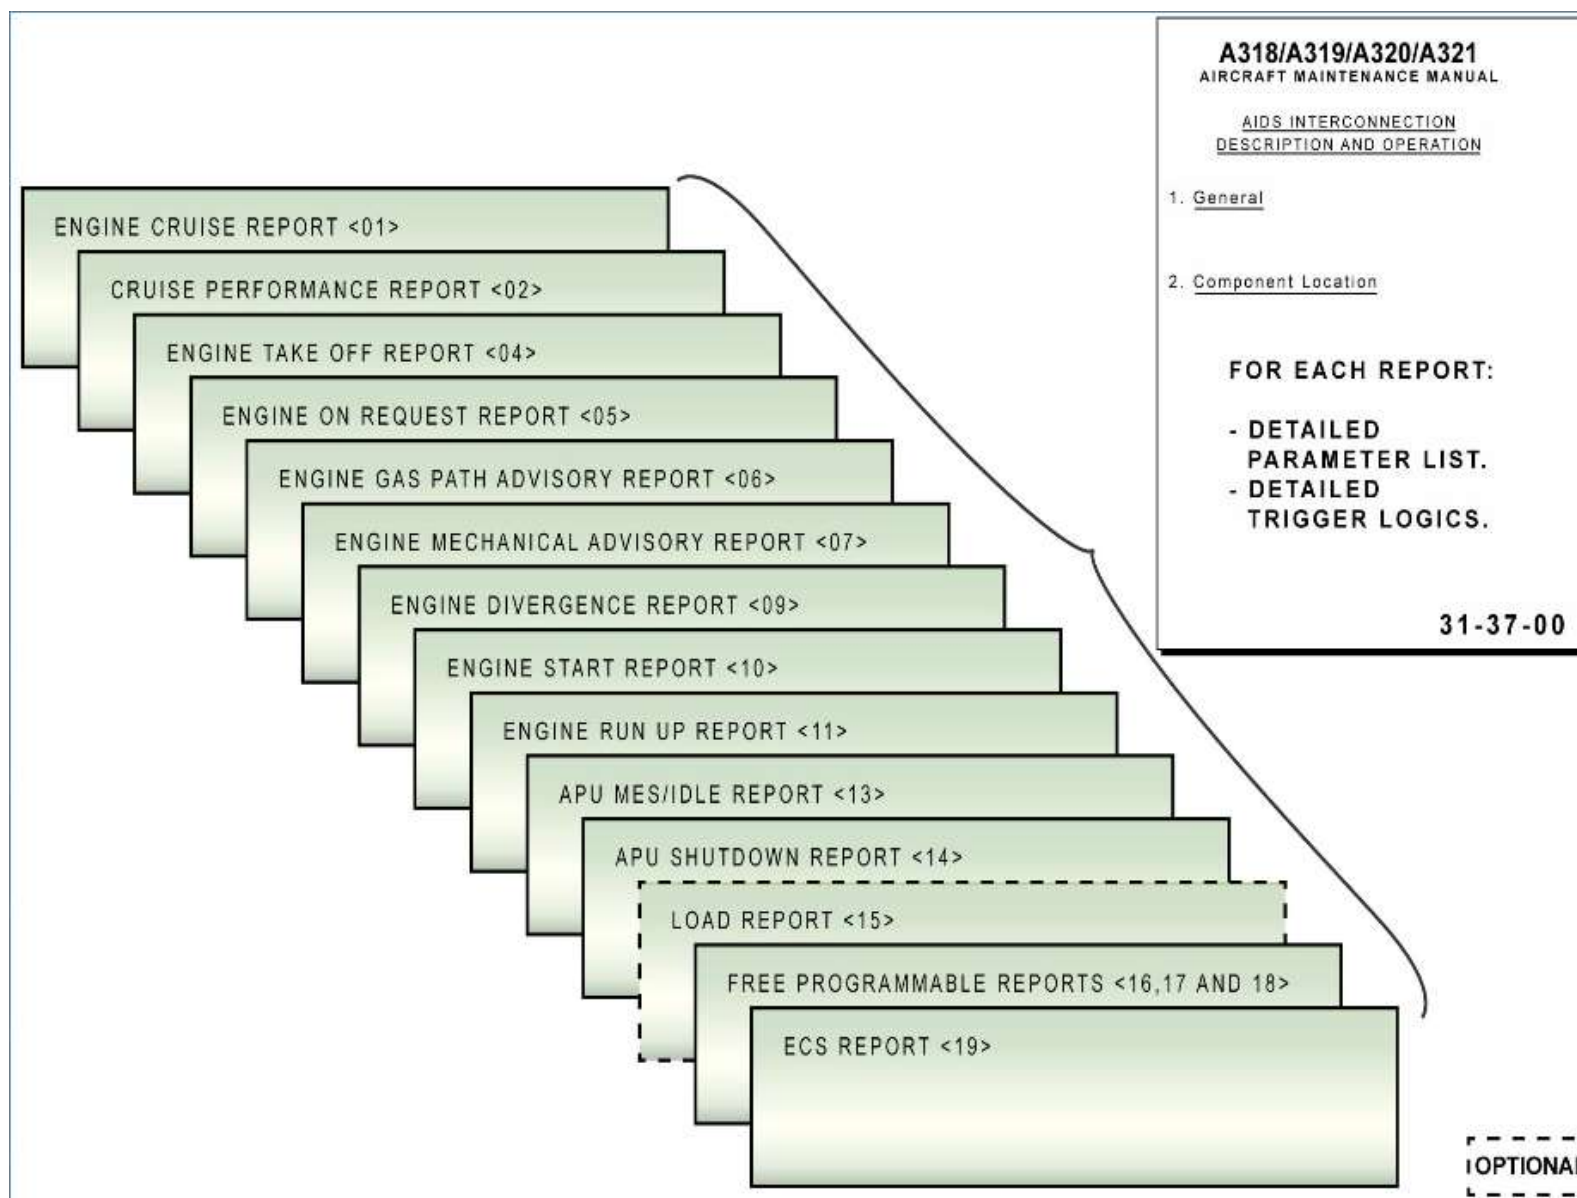 A318/A319/A320/A321
AIRCRAFT MAINTENANCE MANUAL
AIDS INTERCONNECTION
DESCRIPTION AND OPERATION
1. General
2. Component Location
FOR EACH REPORT:
- DETAILED
PARAMETER LIST.
- DETAILED
TRIGGER LOGICS.
31-37-00
ENGINE CRUISE REPORT <01>
CRUISE PERFORMANCE REPORT <02>
ENGINE TAKE OFF REPORT <04>
ENGINE ON REQUEST REPORT <05>
ENGINE GAS PATH ADVISORY REPORT <06>
ENGINE MECHANICAL ADVISORY REPORT <07>
ENGINE DIVERGENCE REPORT <09>
ENGINE START REPORT <10>
ENGINE RUN UP REPORT <11>
APU MES/IDLE REPORT <13>
APU SHUTDOWN REPORT <14>
LOAD REPORT <15>
FREE PROGRAMMABLE REPORTS <16,17 AND 18>
ECS REPORT <19>
OPTIONAL